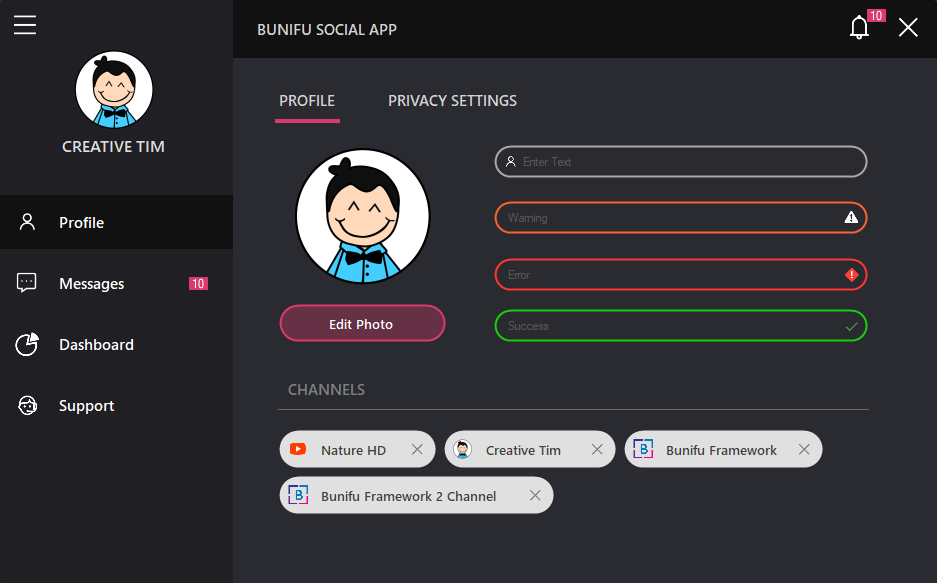 BUNIFU SOCIAL APP
10
CREATIVE TIM
Profile
Messages
10
Dashboard
Support
PROFILE
PRIVACY SETTINGS
Enter Text
Warning
Error
Success
Edit Photo
CHANNELS
Nature HD
Creative Tim
B
Bunifu Framework
B
Bunifu Framework 2 Channel